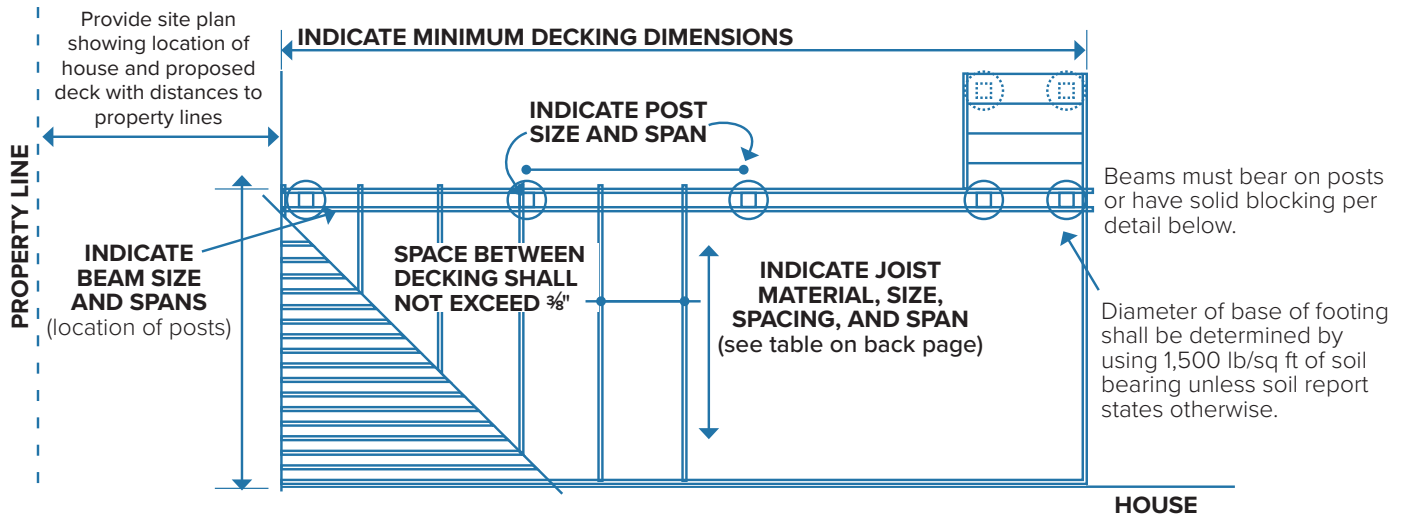 Provide site plan
showing location of
house and proposed
deck with distances to
property lines
INDICATE MINIMUM DECKING DIMENSIONS
INDICATE POST
SIZE AND SPAN
PROPERTY LINE
Beams must bear on posts
or have solid blocking per
detail below.
INDICATE
BEAM SIZE
AND SPANS
(location of posts)
SPACE BETWEEN
DECKING SHALL
NOT EXCEED ⅜"
INDICATE JOIST
MATERIAL, SIZE,
SPACING, AND SPAN
(see table on back page)
Diameter of base of footing
shall be determined by
using 1,500 lb/sq ft of soil
bearing unless soil report
states otherwise.
HOUSE